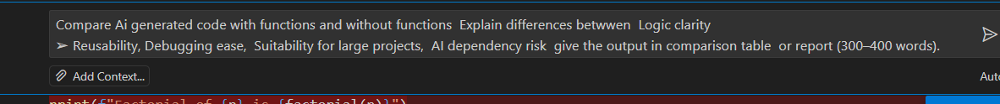 Compare Ai generated code with functions and without functions  Explain differences betwwen  Logic clarity
➢ Reusability, Debugging ease,  Suitability for large projects,  AI dependency risk  give the output in comparison table  or report (300–400 words).
Add Context...
Auto
print(f"Factorial of {n} is {factorial(n)}")